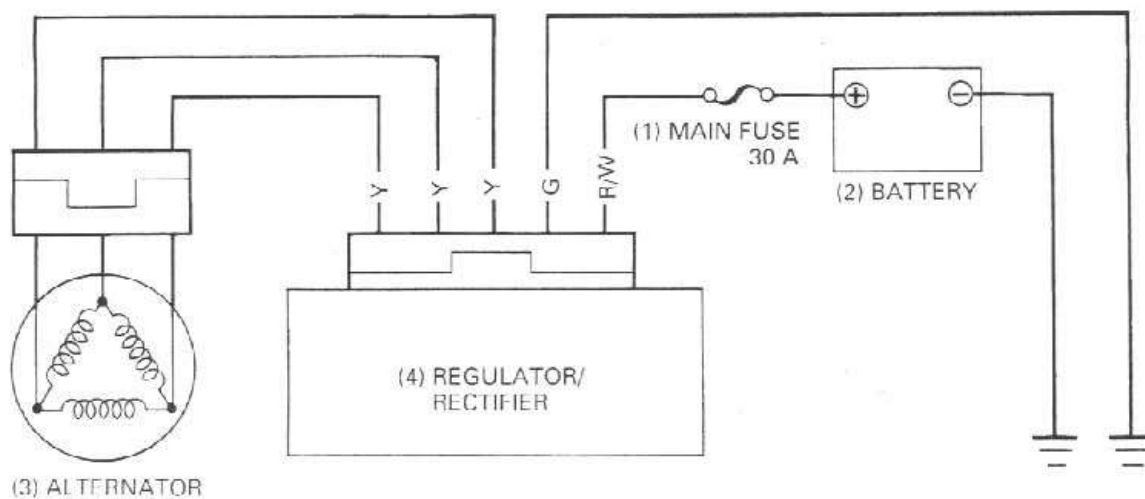 (1) MAIN FUSE
30 A
(2) BATTERY
Y
Y
Y
G
R/W
(4) REGULATOR/
RECTIFIER
(3) ALTERNATOR